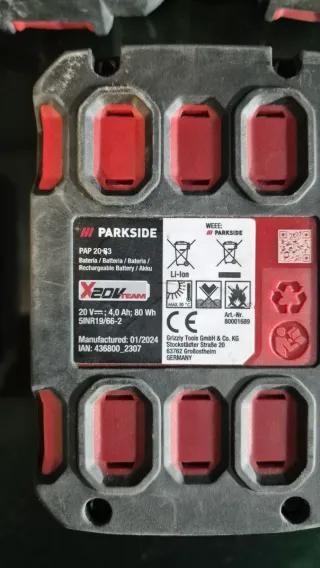 /// PARKSIDE
PAP 20 B3
Batería / Batteria / Bateria /
Rechargeable Battery / Akku
X20V TEAM
20 V⎓; 4,0 Ah; 80 Wh
5INR19/66-2
Manufactured: 01/2024
IAN: 436800_2307
WEEE:
Li-Ion
MAX. 50 °C
CE
Art.-Nr.
80001689
Grizzly Tools GmbH & Co. KG
Stockstädter Straße 20
63762 Großostheim
GERMANY